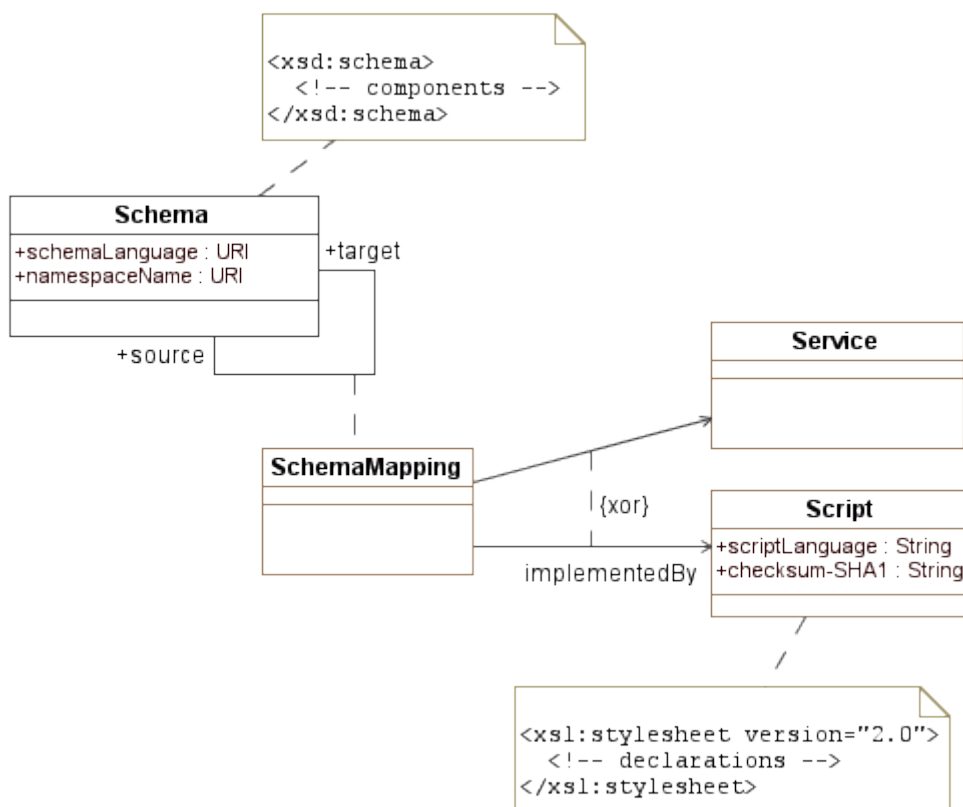 <xsd:schema>
<!-- components -->
</xsd:schema>
Schema
+schemaLanguage : URI
+namespaceName : URI
+target
+source
Service
SchemaMapping
{xor}
Script
+scriptLanguage : String
+checksum-SHA1 : String
implementedBy
<xsl:stylesheet version="2.0">
<!-- declarations -->
</xsl:stylesheet>